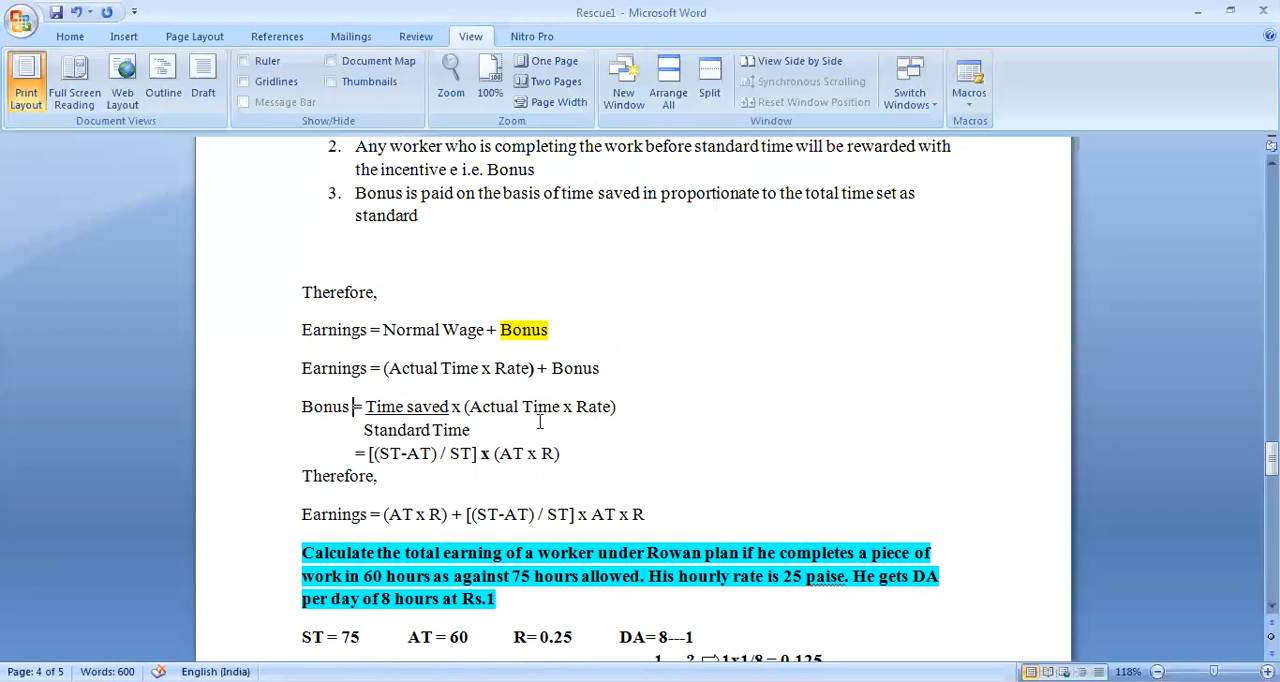 Rescue1 - Microsoft Word
Home Insert Page Layout References Mailings Review View Nitro Pro
Print Layout
Full Screen Reading
Web Layout
Outline
Draft
Document Views
Ruler
Gridlines
Message Bar
Document Map
Thumbnails
Show/Hide
Zoom
100%
One Page
Two Pages
Page Width
Zoom
New Window
Arrange All
Split
View Side by Side
Synchronous Scrolling
Reset Window Position
Switch Windows
Window
Macros
Macros
2. Any worker who is completing the work before standard time will be rewarded with
the incentive e i.e. Bonus
3. Bonus is paid on the basis of time saved in proportionate to the total time set as
standard
Therefore,
Earnings = Normal Wage + Bonus
Earnings = (Actual Time x Rate) + Bonus
Bonus = Time saved x (Actual Time x Rate)
Standard Time
= [(ST-AT) / ST] x (AT x R)
Therefore,
Earnings = (AT x R) + [(ST-AT) / ST] x AT x R
Calculate the total earning of a worker under Rowan plan if he completes a piece of
work in 60 hours as against 75 hours allowed. His hourly rate is 25 paise. He gets DA
per day of 8 hours at Rs.1
ST = 75 AT = 60 R= 0.25 DA= 8---1
1---? ⇨1x1/8 = 0.125
Page: 4 of 5 Words: 600 English (India) 118%